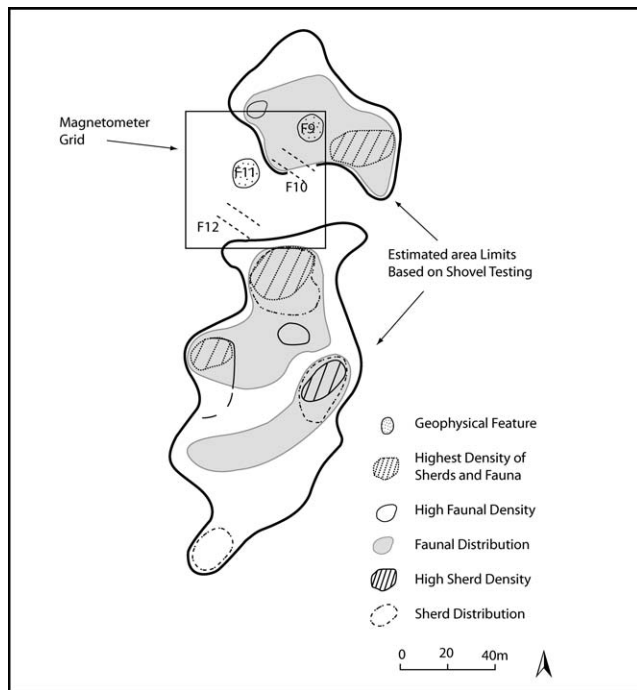 Magnetometer
Grid
F9
F11
F10
F12
Estimated area Limits
Based on Shovel Testing
Geophysical Feature
Highest Density of
Sherds and Fauna
High Faunal Density
Faunal Distribution
High Sherd Density
Sherd Distribution
0 20 40m